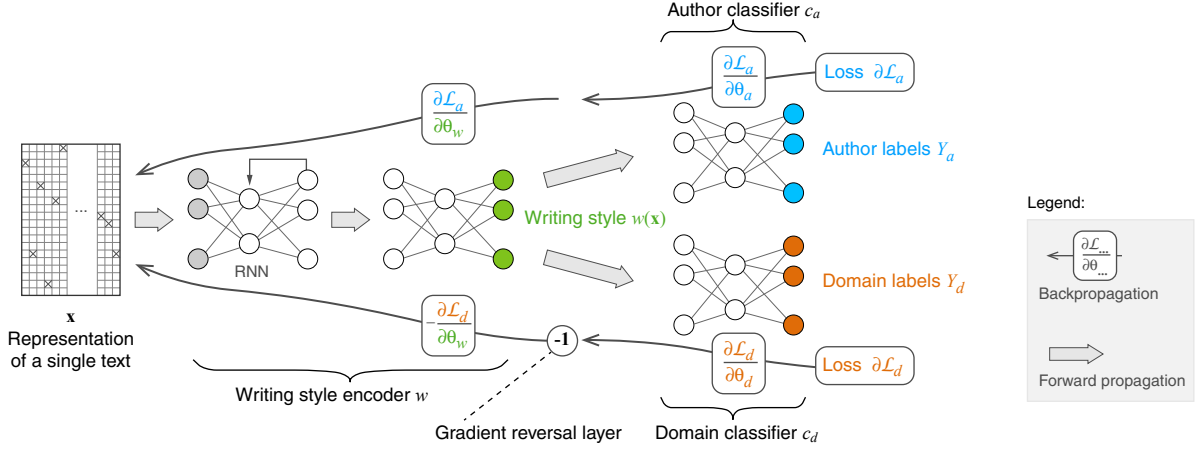 Author classifier c_a
∂ℒ_a
∂θ_a
Loss ∂ℒ_a
∂ℒ_a
∂θ_w
Author labels Y_a
...
Writing style w(x)
RNN
Legend:
∂ℒ_...
∂θ_...
Backpropagation
Domain labels Y_d
x
Representation
of a single text
-∂ℒ_d
∂θ_w
-1
∂ℒ_d
∂θ_d
Loss ∂ℒ_d
Forward propagation
Writing style encoder w
Gradient reversal layer
Domain classifier c_d